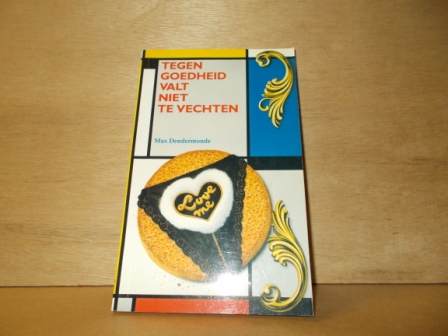 TEGEN
GOEDHEID
VALT
NIET
TE VECHTEN
Max Dendermonde
Love
me